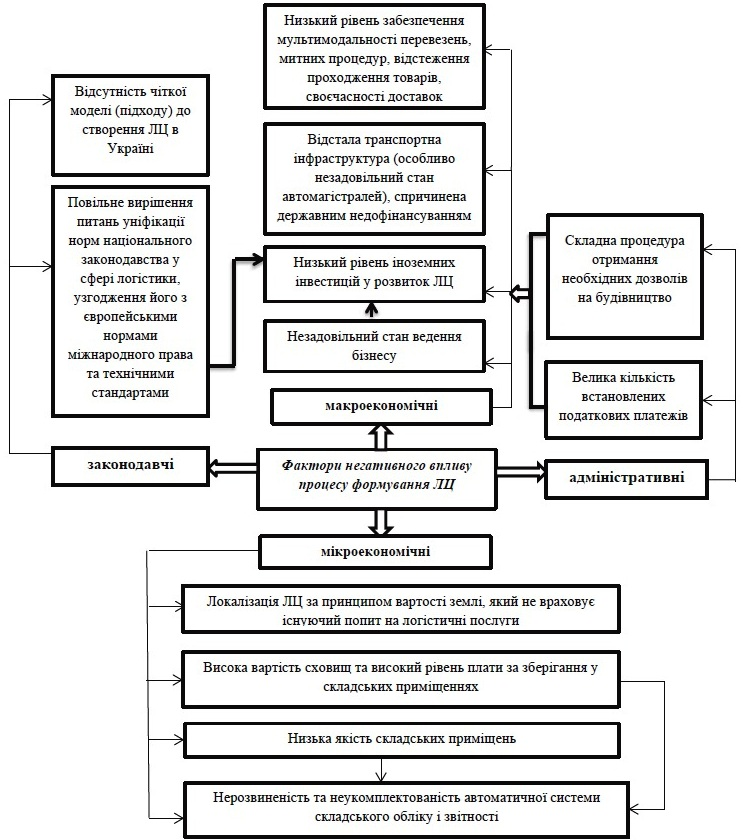 Низький рівень забезпечення
мультимодальності перевезень,
митних процедур, відстеження
проходження товарів,
своєчасності доставок
Відсутність чіткої
моделі (підходу) до
створення ЛЦ в
Україні
Відстала транспортна
інфраструктура (особливо
незадовільний стан
автомагістралей), спричинена
державним недофінансуванням
Повільне вирішення
питань уніфікації
норм національного
законодавства у
сфері логістики,
узгодження його з
європейськими
нормами
міжнародного права
та технічними
стандартами
Низький рівень іноземних
інвестицій у розвиток ЛЦ
Складна процедура
отримання
необхідних дозволів
на будівництво
Незадовільний стан ведення
бізнесу
Велика кількість
встановлених
податкових платежів
макроекономічні
законодавчі
Фактори негативного впливу
процесу формування ЛЦ
адміністративні
мікроекономічні
Локалізація ЛЦ за принципом вартості землі, який не враховує
існуючий попит на логістичні послуги
Висока вартість сховищ та високий рівень плати за зберігання у
складських приміщеннях
Низька якість складських приміщень
Нерозвиненість та неукомплектованість автоматичної системи
складського обліку і звітності